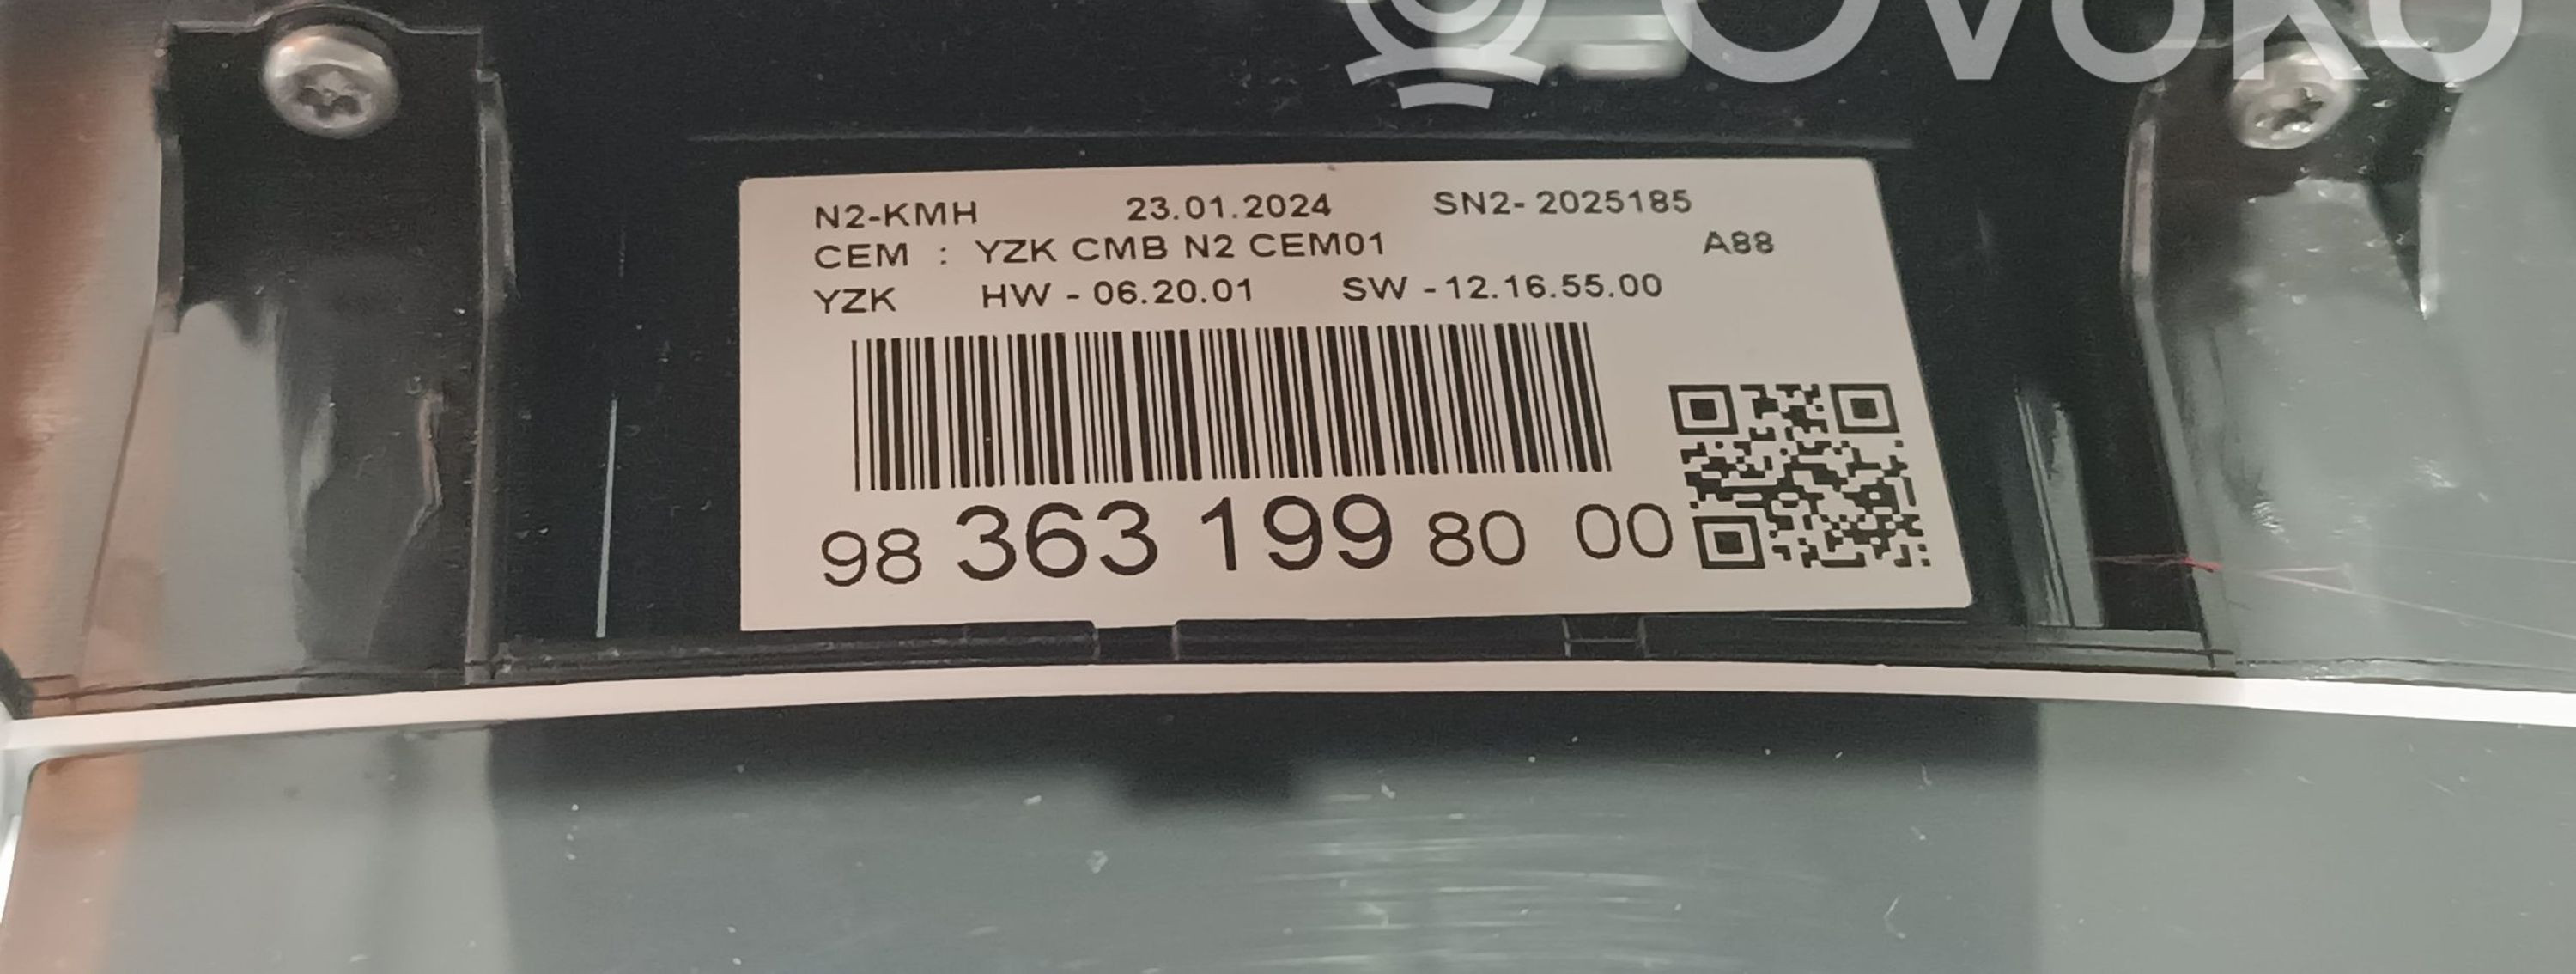 OVOKO
N2-KMH 23.01.2024 SN2- 2025185
CEM : YZK CMB N2 CEM01 A88
YZK HW - 06.20.01 SW - 12.16.55.00
98 363 199 80 00